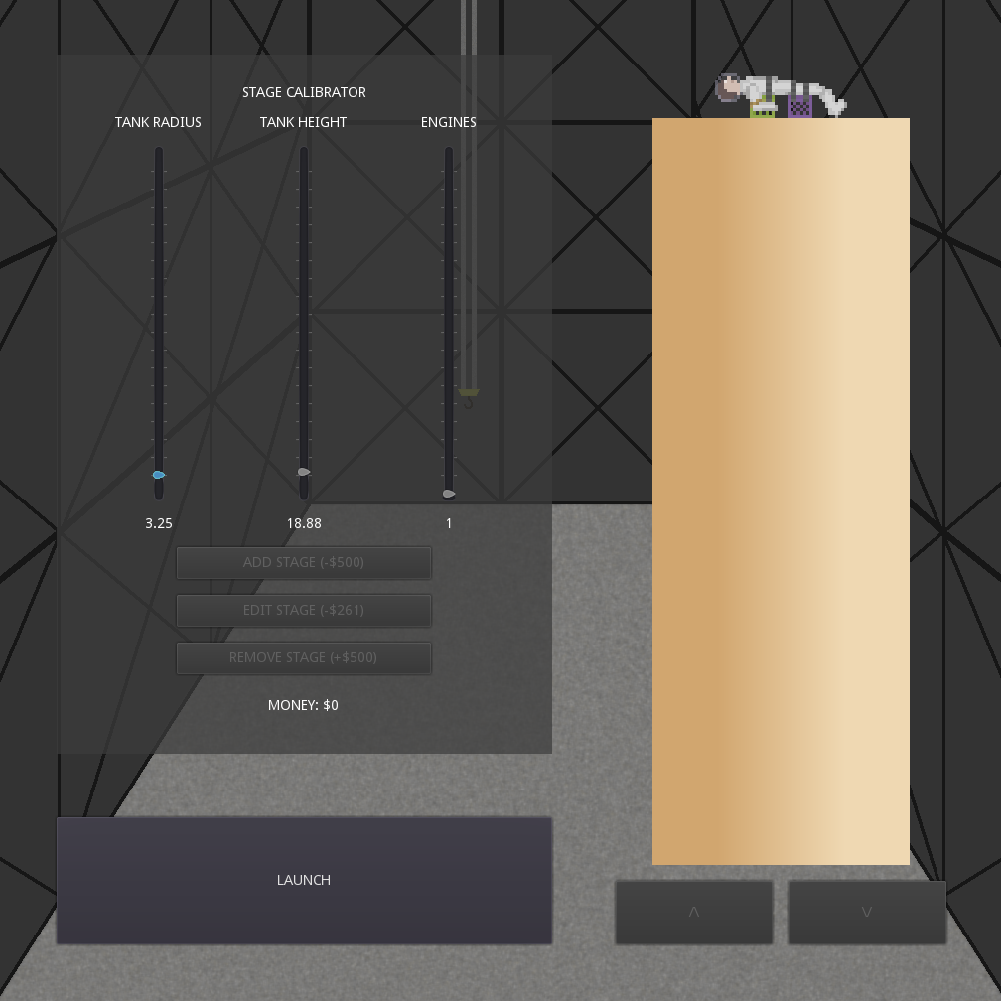 STAGE CALIBRATOR
TANK RADIUS TANK HEIGHT ENGINES
3.25 18.88 1
ADD STAGE (-$500)
EDIT STAGE (-$261)
REMOVE STAGE (+$500)
MONEY: $0
LAUNCH
˄ ˅